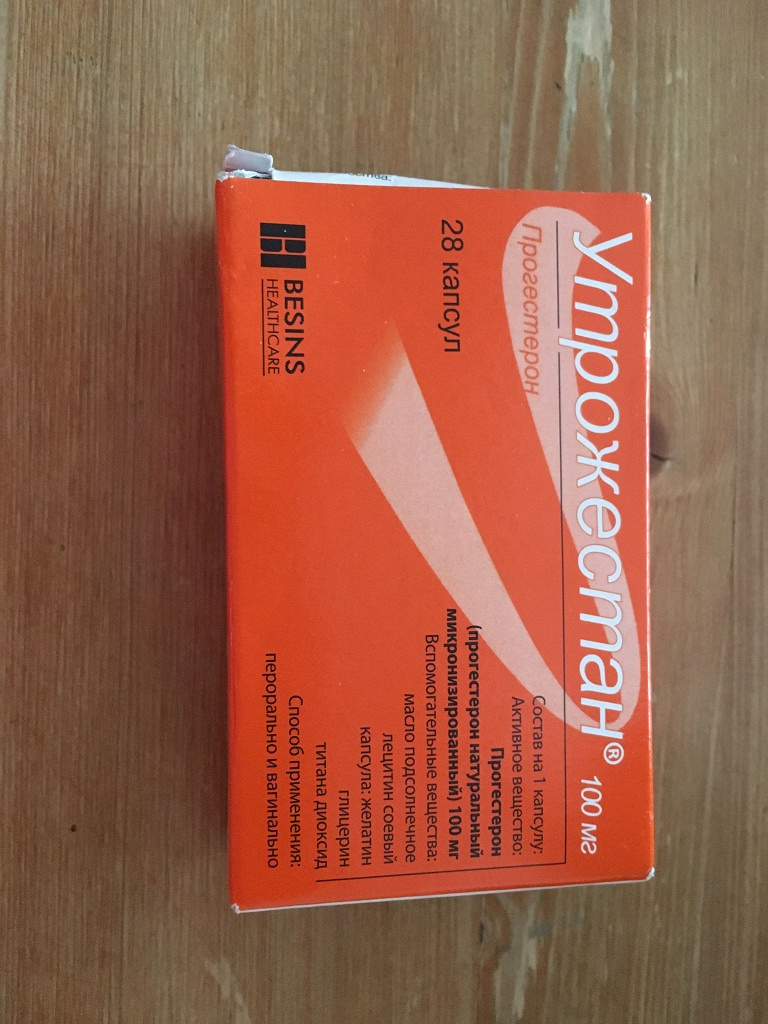 Утрожестан® 100 мг
Прогестерон
28 капсул
BESINS
HEALTHCARE
Состав на 1 капсулу:
Активное вещество:
Прогестерон
(прогестерон натуральный
микронизированный) 100 мг
Вспомогательные вещества:
масло подсолнечное
лецитин соевый
капсула: желатин
глицерин
титана диоксид
Способ применения:
перорально и вагинально